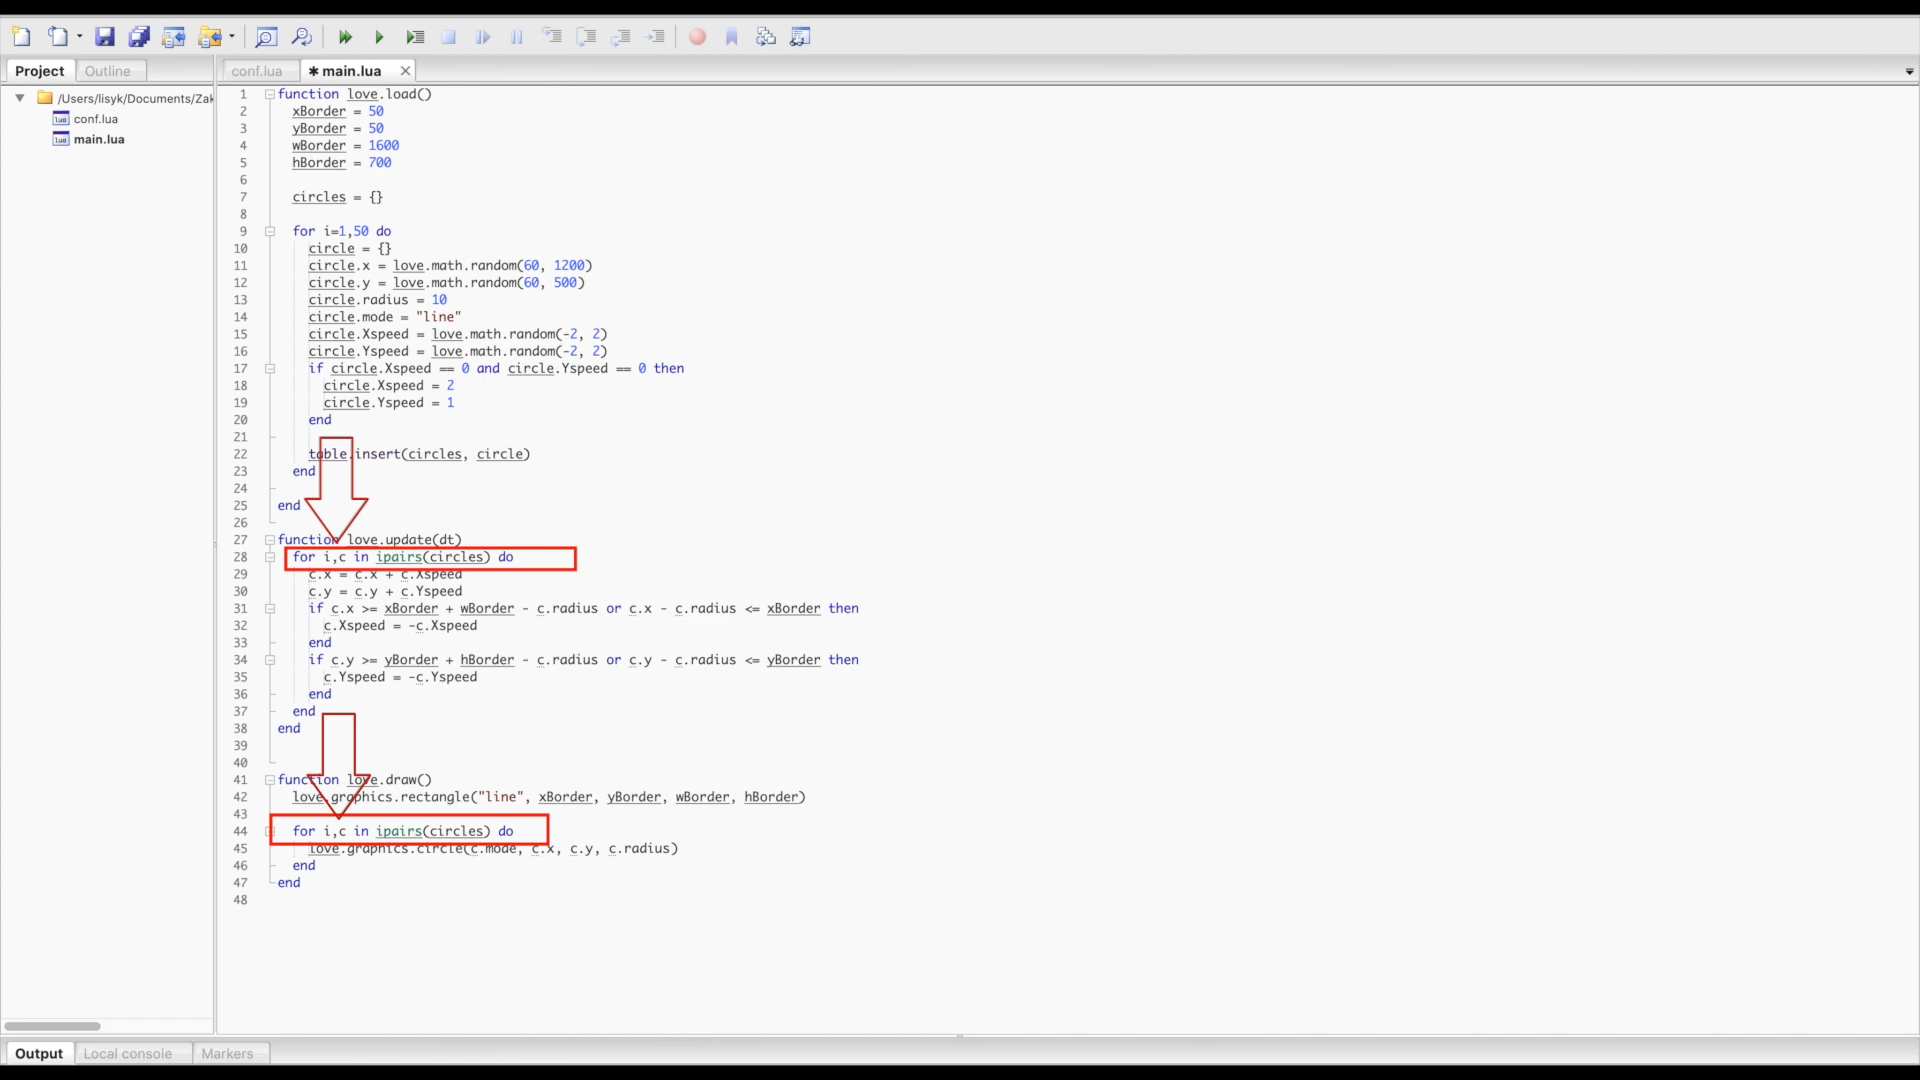 Project
Outline
conf.lua
✱ main.lua
/Users/lisyk/Documents/Zak
conf.lua
main.lua
1 function love.load()
2 xBorder = 50
3 yBorder = 50
4 wBorder = 1600
5 hBorder = 700
6
7 circles = {}
8
9 for i=1,50 do
10 circle = {}
11 circle.x = love.math.random(60, 1200)
12 circle.y = love.math.random(60, 500)
13 circle.radius = 10
14 circle.mode = "line"
15 circle.Xspeed = love.math.random(-2, 2)
16 circle.Yspeed = love.math.random(-2, 2)
17 if circle.Xspeed == 0 and circle.Yspeed == 0 then
18 circle.Xspeed = 2
19 circle.Yspeed = 1
20 end
21
22 table.insert(circles, circle)
23 end
24
25 end
26
27 function love.update(dt)
28 for i,c in ipairs(circles) do
29 c.x = c.x + c.Xspeed
30 c.y = c.y + c.Yspeed
31 if c.x >= xBorder + wBorder - c.radius or c.x - c.radius <= xBorder then
32 c.Xspeed = -c.Xspeed
33 end
34 if c.y >= yBorder + hBorder - c.radius or c.y - c.radius <= yBorder then
35 c.Yspeed = -c.Yspeed
36 end
37 end
38 end
39
40
41 function love.draw()
42 love.graphics.rectangle("line", xBorder, yBorder, wBorder, hBorder)
43
44 for i,c in ipairs(circles) do
45 love.graphics.circle(c.mode, c.x, c.y, c.radius)
46 end
47 end
48
Output
Local console
Markers